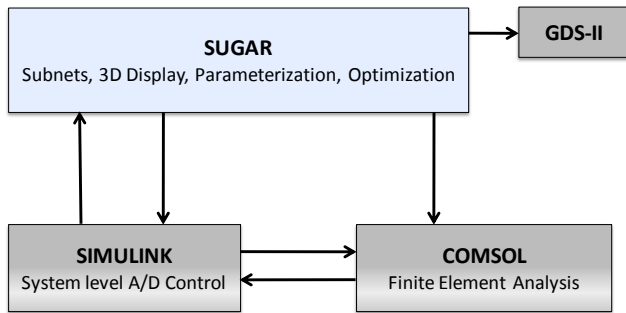 SUGAR
Subnets, 3D Display, Parameterization, Optimization
GDS-II
SIMULINK
System level A/D Control
COMSOL
Finite Element Analysis